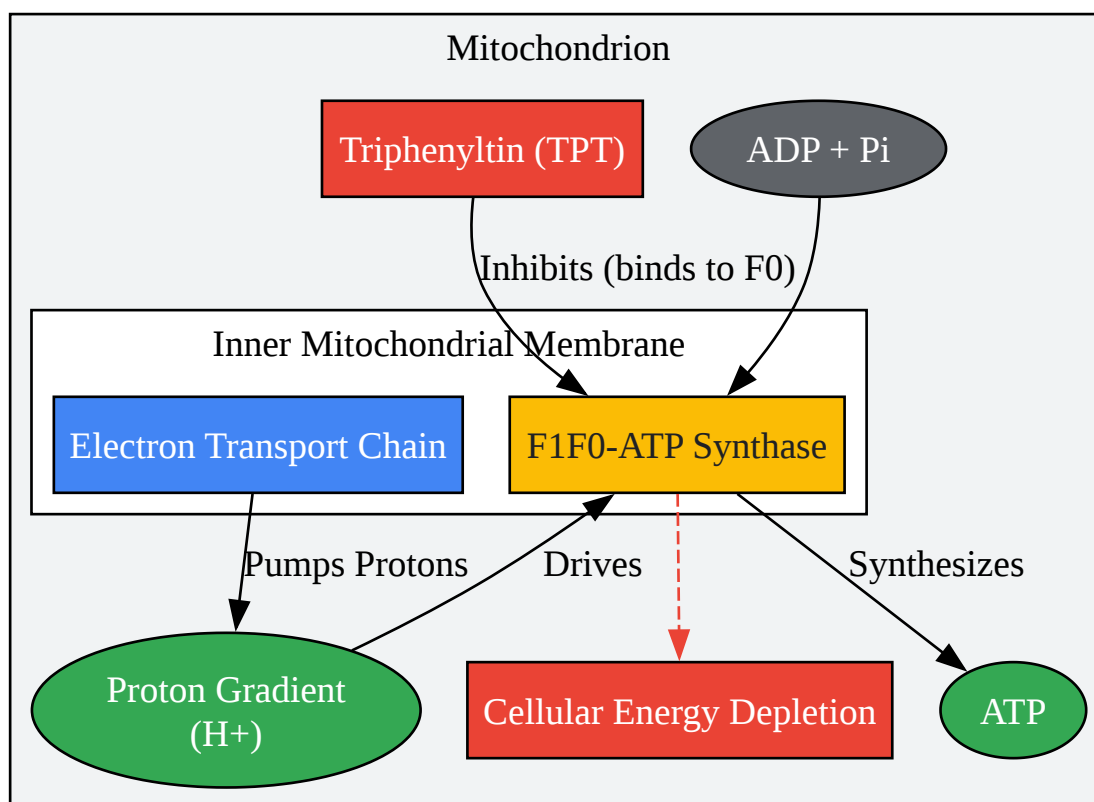 Mitochondrion
Triphenyltin (TPT)
ADP + Pi
Inhibits (binds to F0)
Inner Mitochondrial Membrane
Electron Transport Chain
F1F0-ATP Synthase
Pumps Protons
Drives
Synthesizes
Proton Gradient
(H+)
Cellular Energy Depletion
ATP